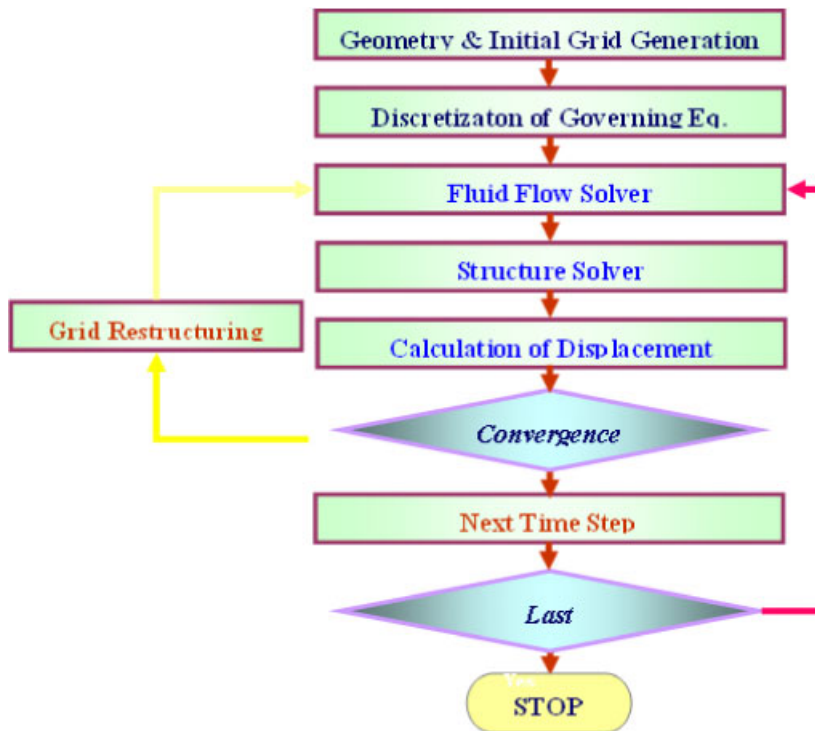 Geometry & Initial Grid Generation
Discretizaton of Governing Eq.
Fluid Flow Solver
Structure Solver
Grid Restructuring
Calculation of Displacement
Convergence
Next Time Step
Last
Yes
STOP